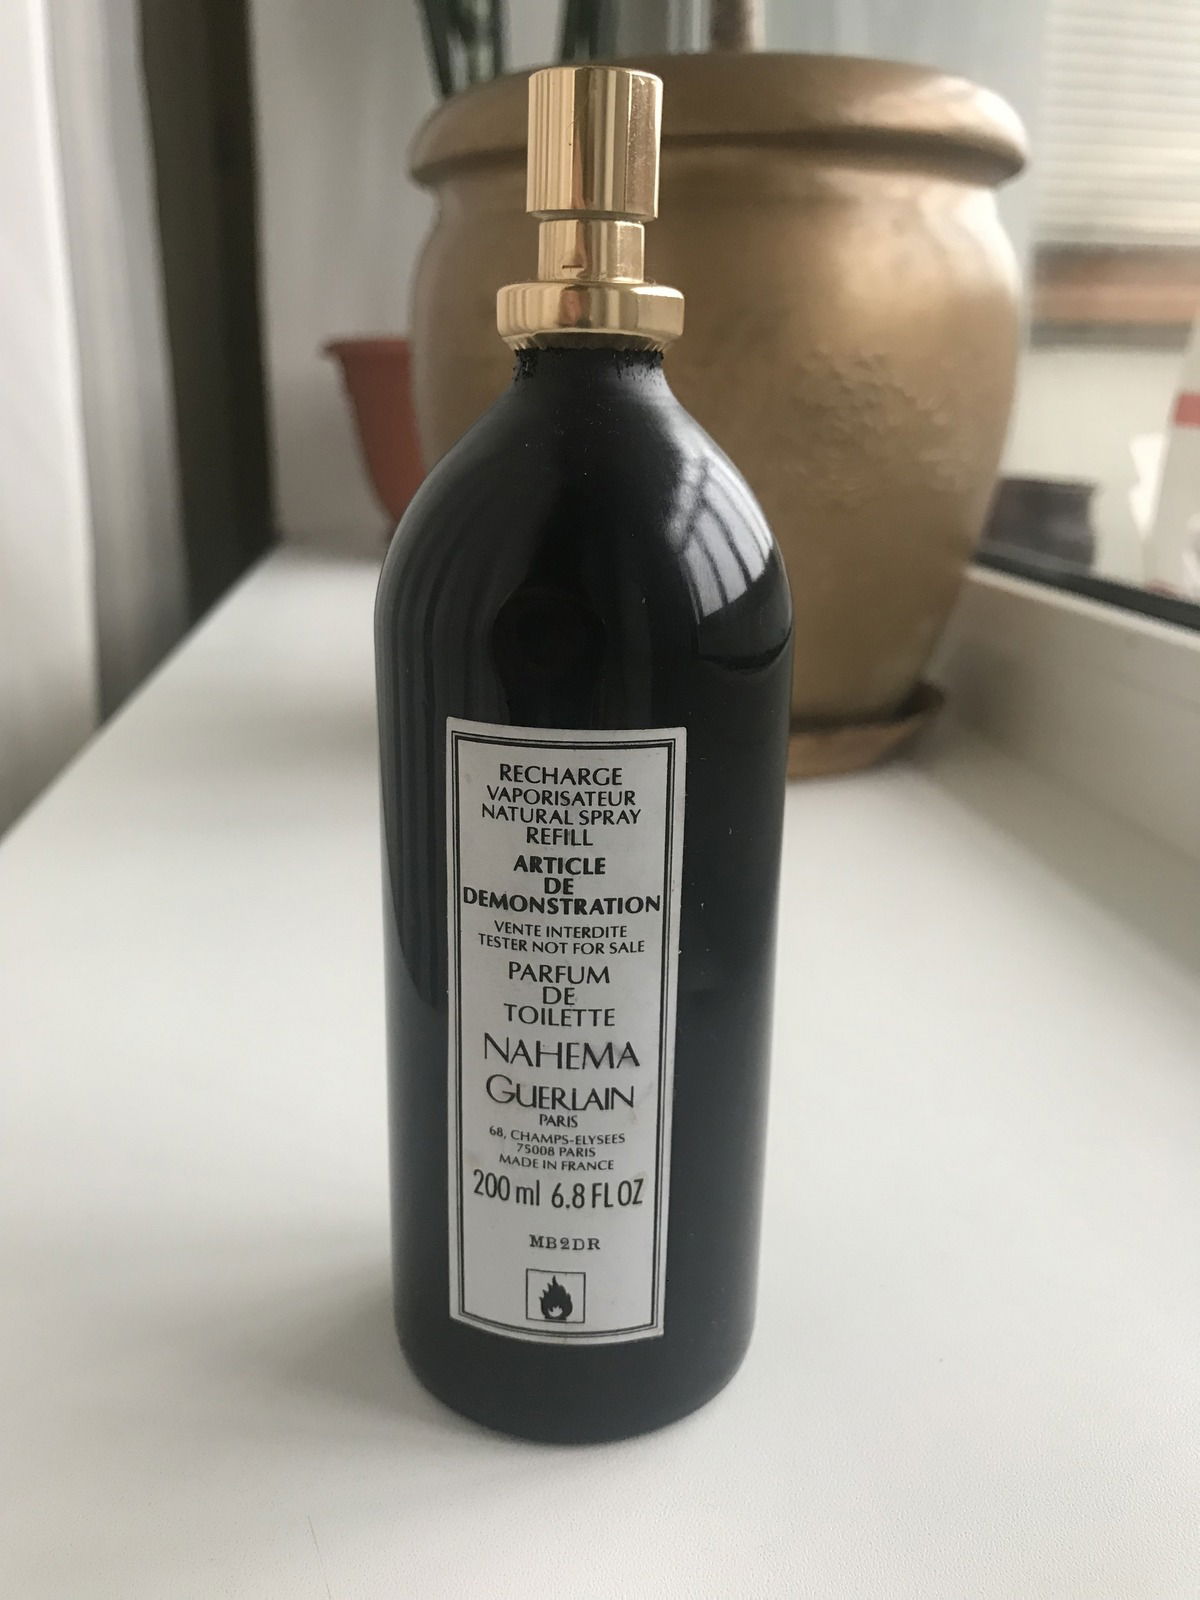 RECHARGE
VAPORISATEUR
NATURAL SPRAY
REFILL
ARTICLE
DE
DEMONSTRATION
VENTE INTERDITE
TESTER NOT FOR SALE
PARFUM
DE
TOILETTE
NAHEMA
GUERLAIN
PARIS
68, CHAMPS-ELYSEES
75008 PARIS
MADE IN FRANCE
200 ml 6.8 FL OZ
MB2DR